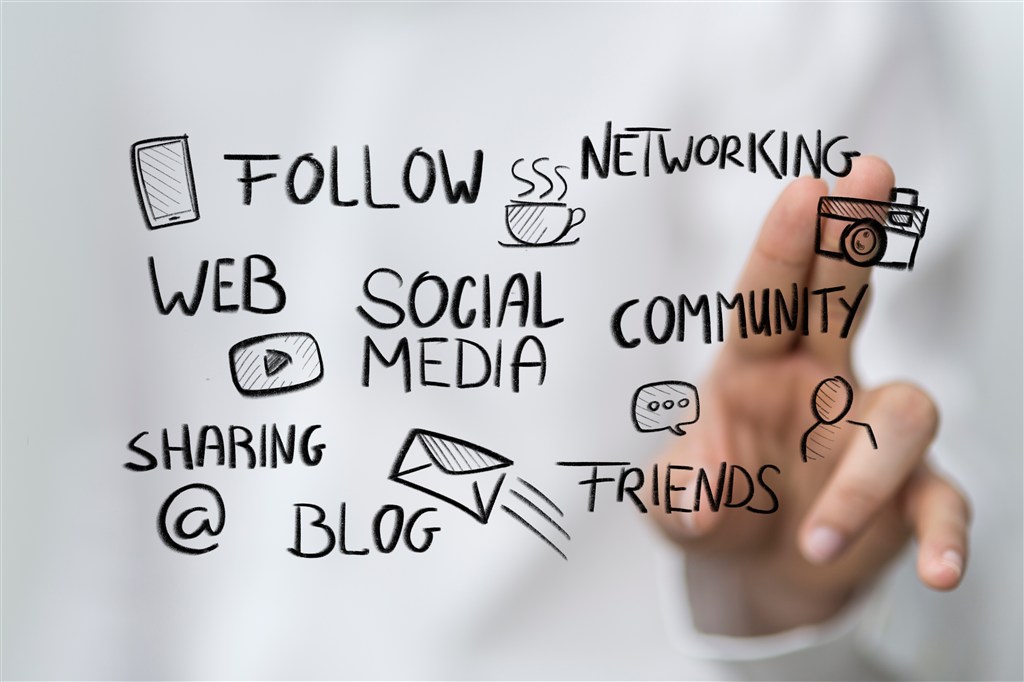 FOLLOW
NETWORKING
WEB
SOCIAL
MEDIA
COMMUNITY
SHARING
FRIENDS
@
BLOG